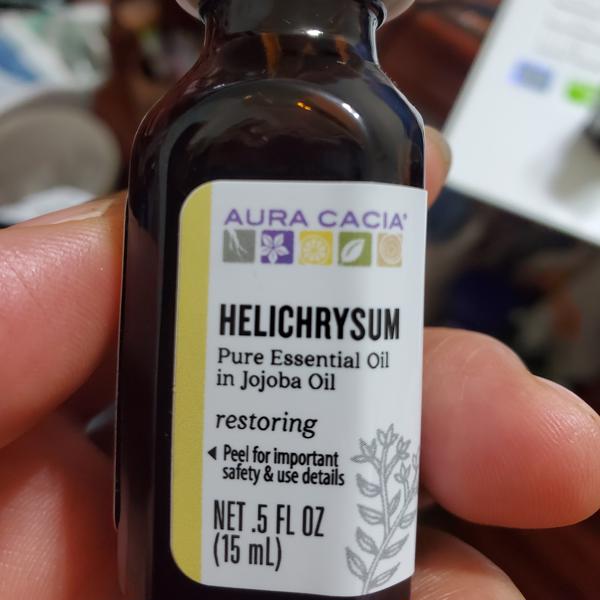 AURA CACIA
HELICHRYSUM
Pure Essential Oil
in Jojoba Oil
restoring
Peel for important
safety & use details
NET .5 FL OZ
(15 mL)